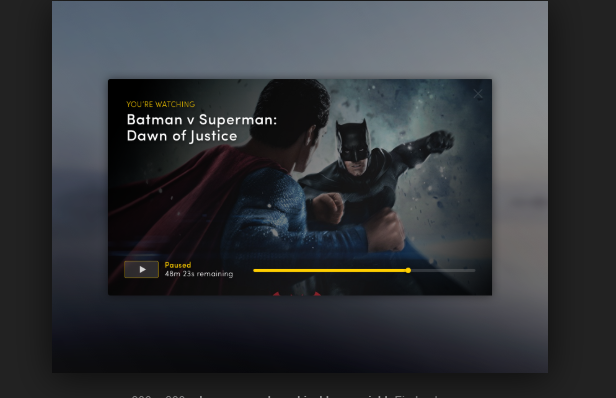 YOU'RE WATCHING
Batman v Superman:
Dawn of Justice
Paused
48m 23s remaining